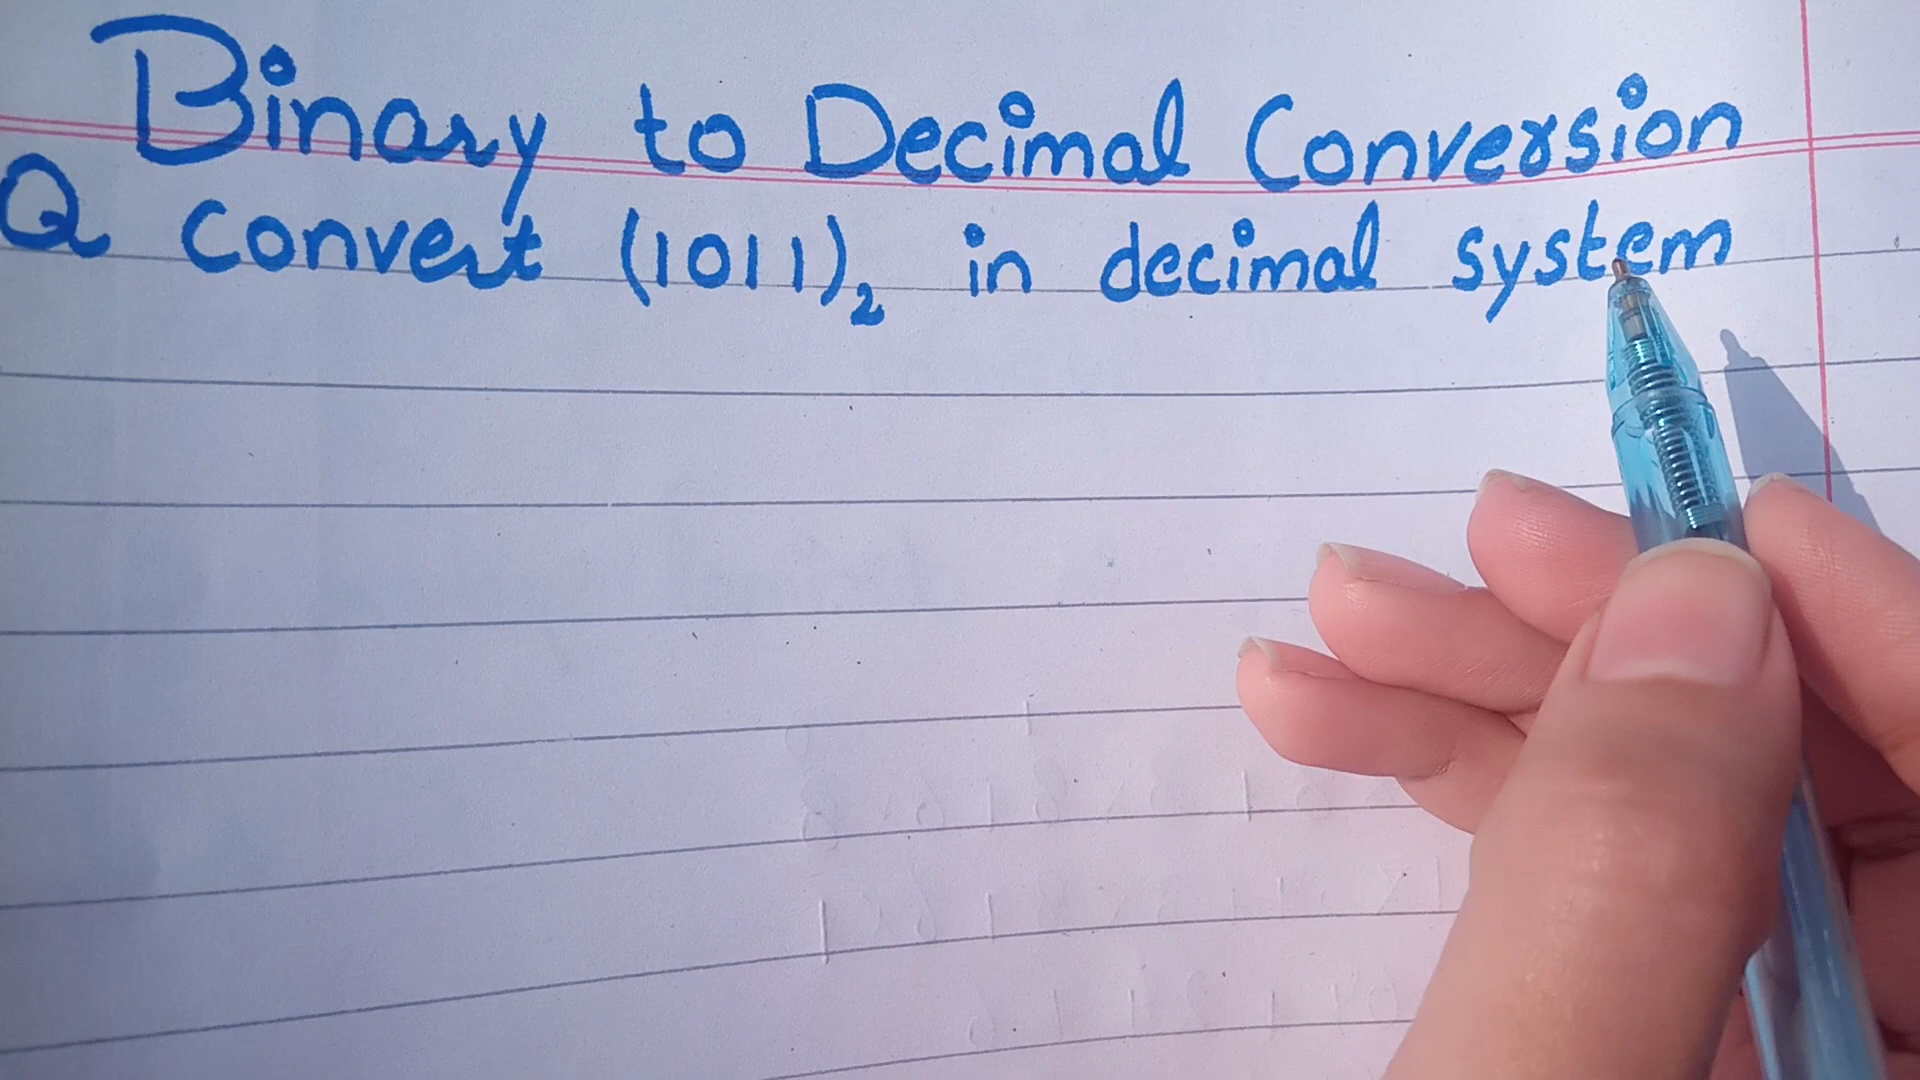 Binary to Decimal Conversion
Q convert (1011)₂ in decimal system